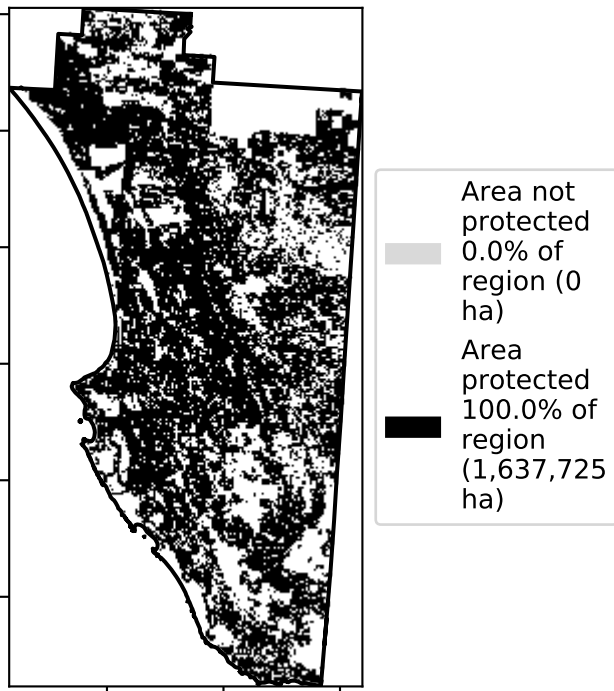 Area not
protected
0.0% of
region (0
ha)
Area
protected
100.0% of
region
(1,637,725
ha)